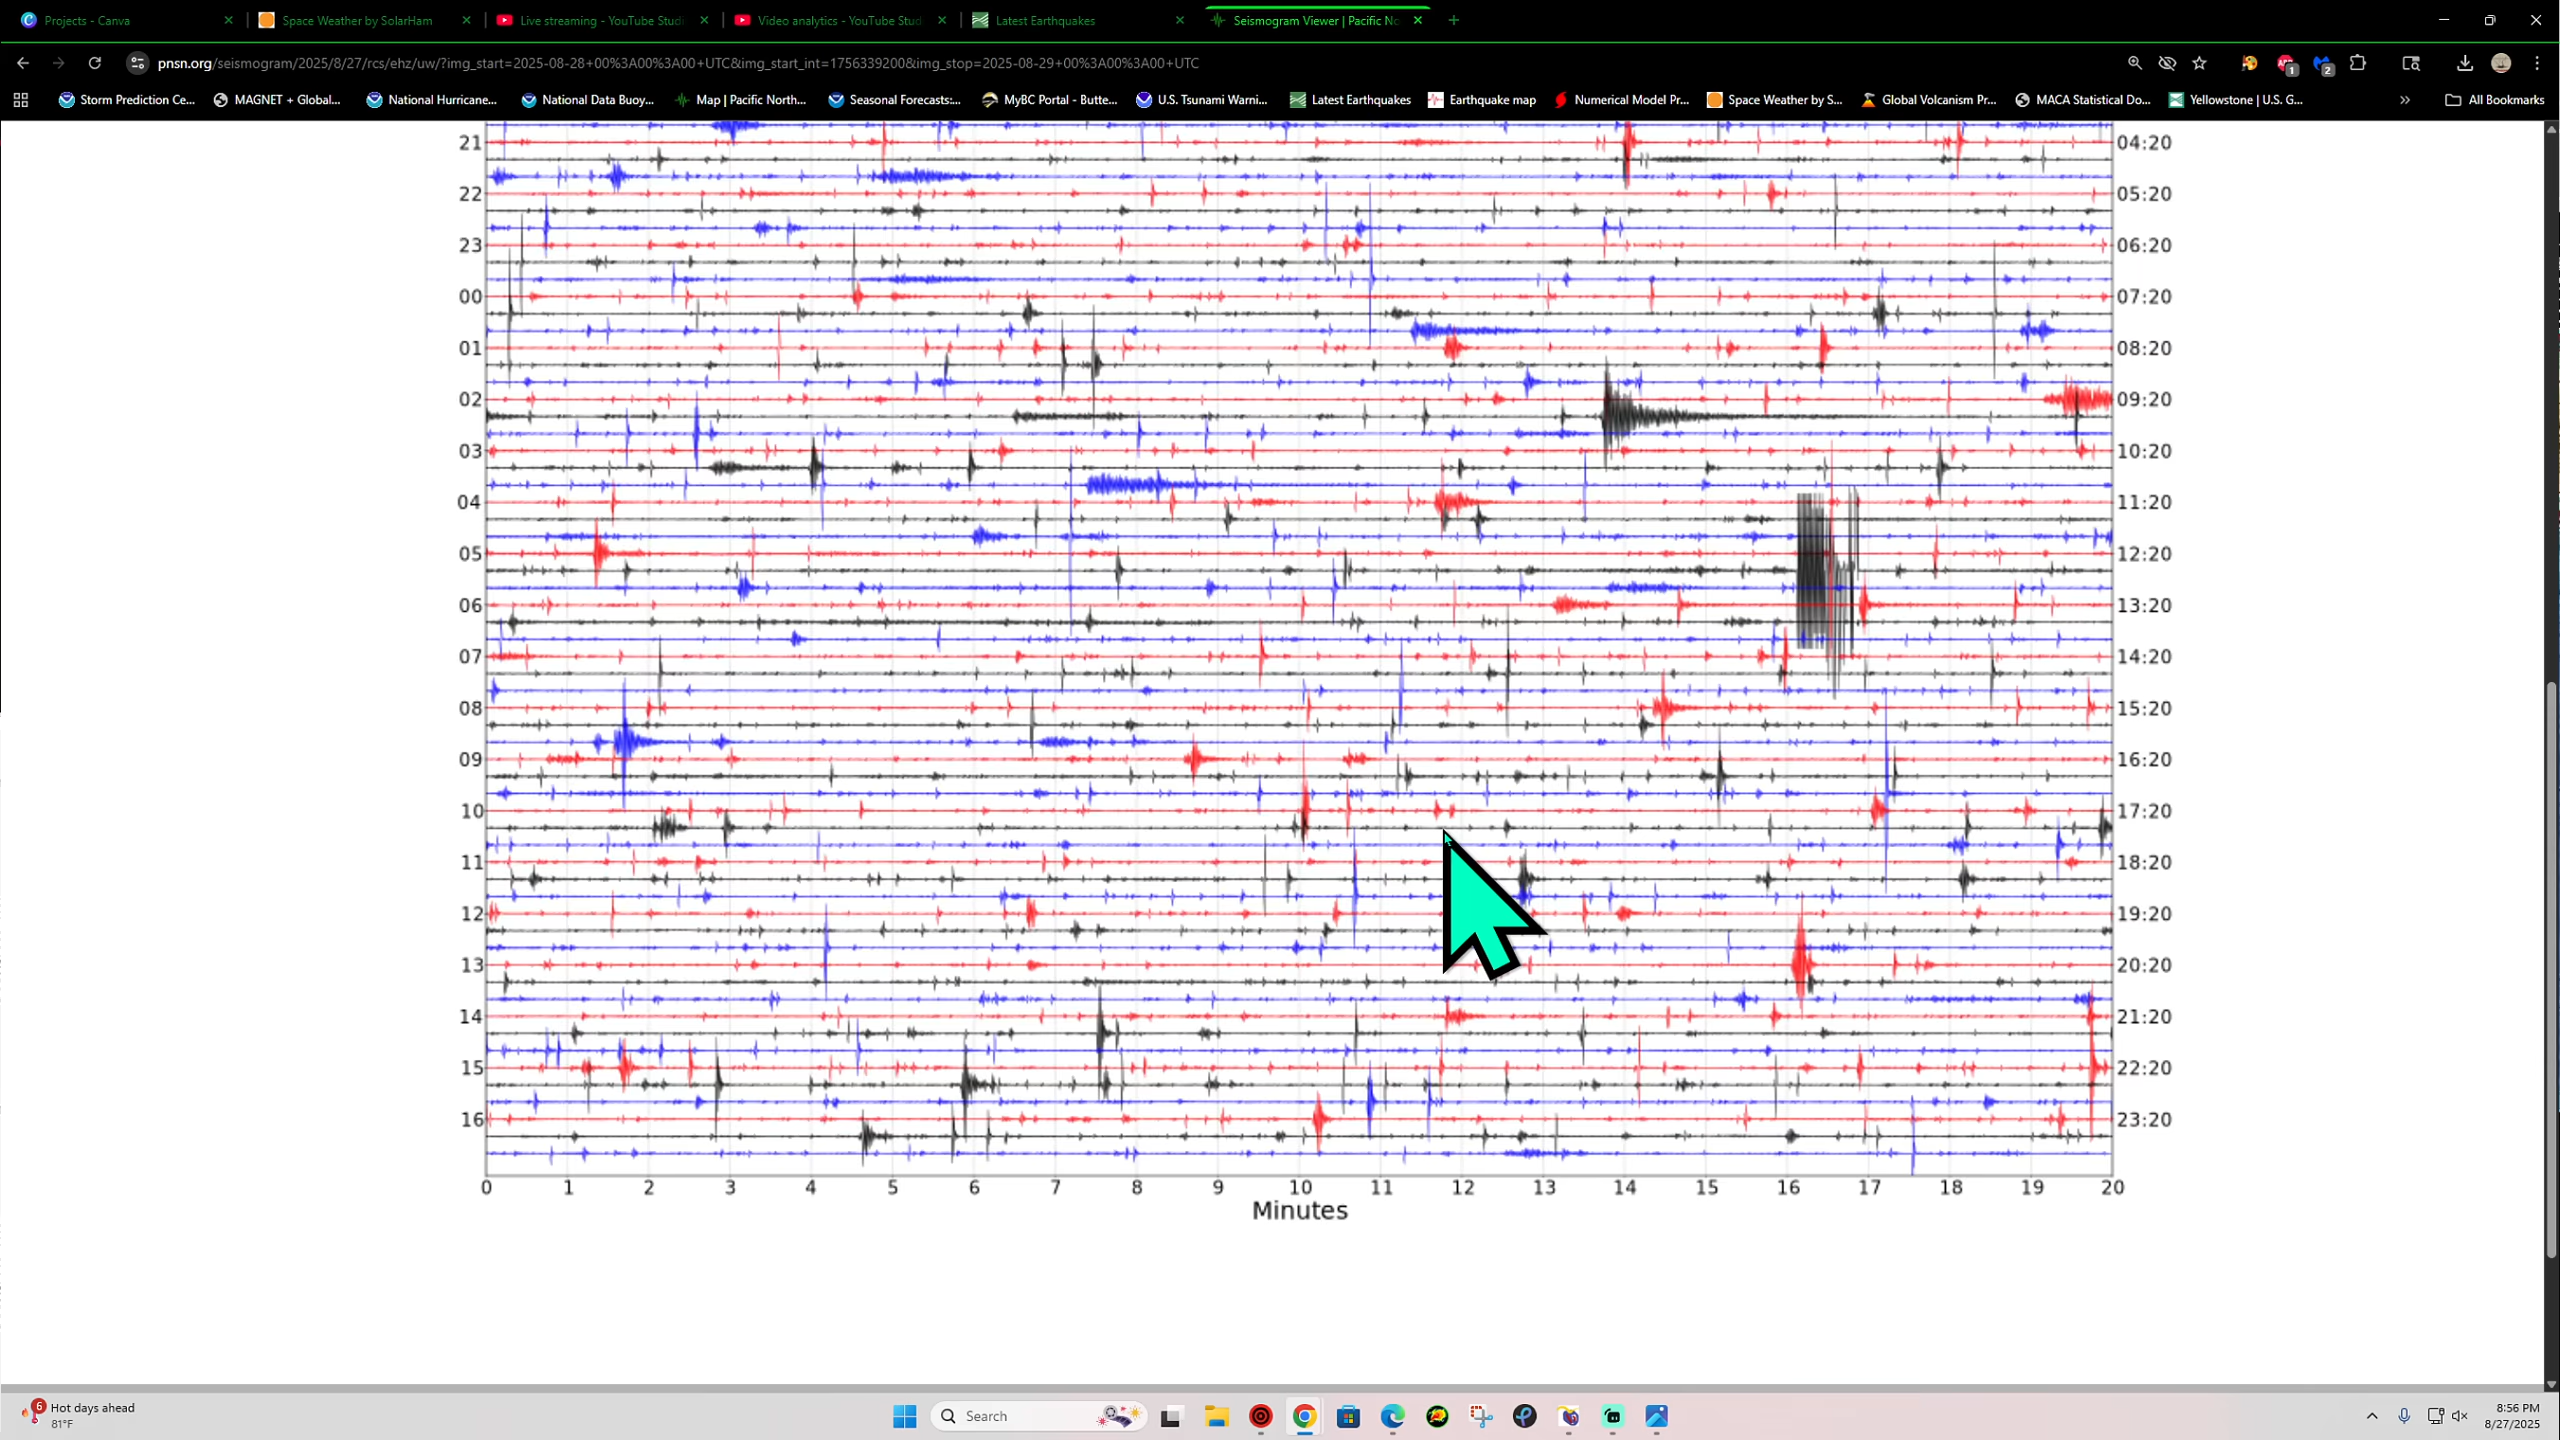 Projects - Canva
Space Weather by SolarHam
Live streaming - YouTube Studi
Video analytics - YouTube Stud
Latest Earthquakes
Seismogram Viewer | Pacific No
pnsn.org/seismogram/2025/8/27/rcs/ehz/uw/?img_start=2025-08-28+00%3A00%3A00+UTC&img_start_int=1756339200&img_stop=2025-08-29+00%3A00%3A00+UTC
1
2
Storm Prediction Ce...
MAGNET + Global...
National Hurricane...
National Data Buoy...
Map | Pacific North...
Seasonal Forecasts:...
MyBC Portal - Butte...
U.S. Tsunami Warni...
Latest Earthquakes
Earthquake map
Numerical Model Pr...
Space Weather by S...
Global Volcanism Pr...
MACA Statistical Do...
Yellowstone | U.S. G...
All Bookmarks
21 04:20
22 05:20
23 06:20
00 07:20
01 08:20
02 09:20
03 10:20
04 11:20
05 12:20
06 13:20
07 14:20
08 15:20
09 16:20
10 17:20
11 18:20
12 19:20
13 20:20
14 21:20
15 22:20
16 23:20
0 1 2 3 4 5 6 7 8 9 10 11 12 13 14 15 16 17 18 19 20
Minutes
6
Hot days ahead
81°F
Search
8:56 PM
8/27/2025